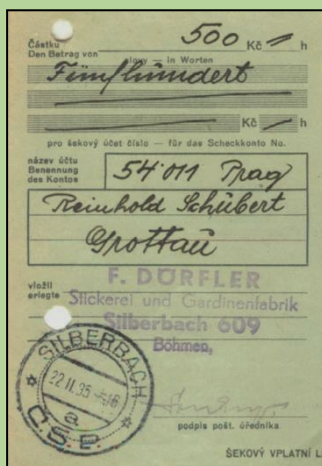 Částku 500 Kč — h
Den Betrag von slovy — in Worten
Fünfhundert
Kč — h
pro šekový účet číslo — für das Scheckkonto No.
název účtu
Benennung
des Kontos
54·011 Prag
Reinhold Schubert
Grottau
vložil
erlegte
F. DÖRFLER
Stickerei und Gardinenfabrik
Silberbach 609
Böhmen,
SILBERBACH
22.II.35
a
Č.S.P.
podpis pošt. úředníka
ŠEKOVÝ VPLATNÍ L